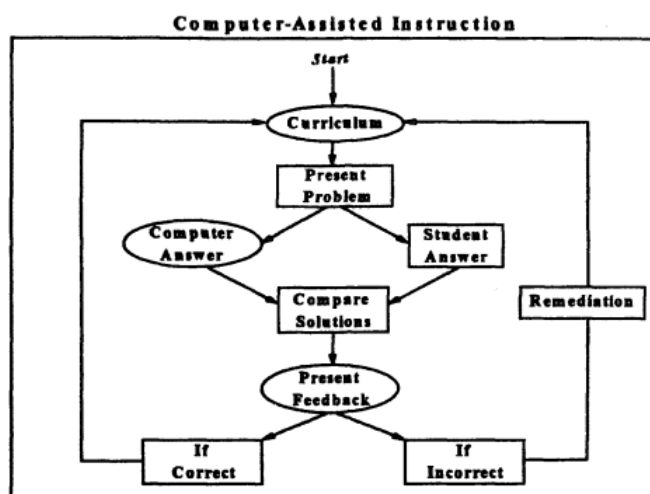 Computer-Assisted Instruction
Start
Curriculum
Present
Problem
Computer
Answer
Student
Answer
Compare
Solutions
Remediation
Present
Feedback
If
Correct
If
Incorrect